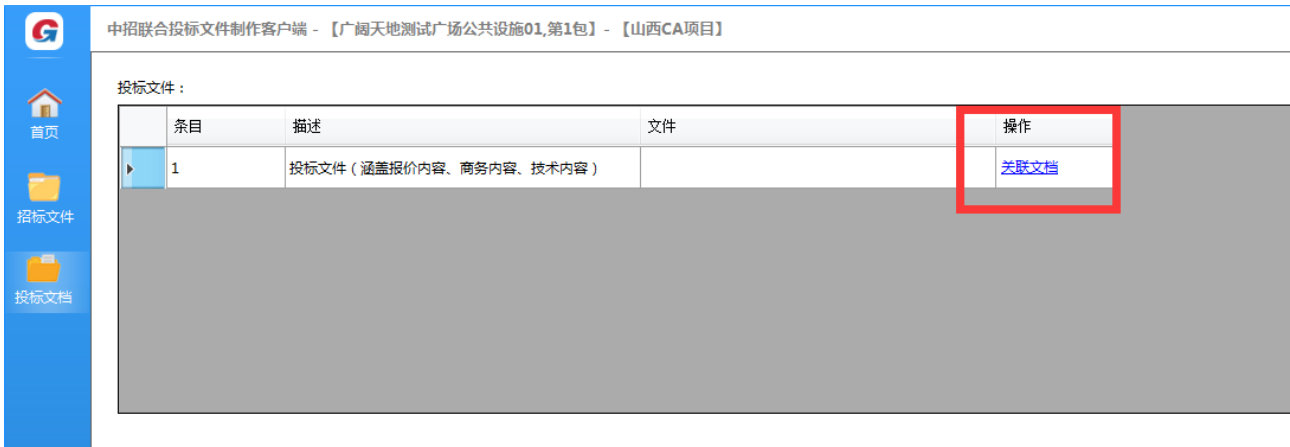 中招联合投标文件制作客户端 - 【广阔天地测试广场公共设施01,第1包】 - 【山西CA项目】
首页
招标文件
投标文档
投标文件：
条目 描述 文件 操作
1 投标文件（涵盖报价内容、商务内容、技术内容） 关联文档